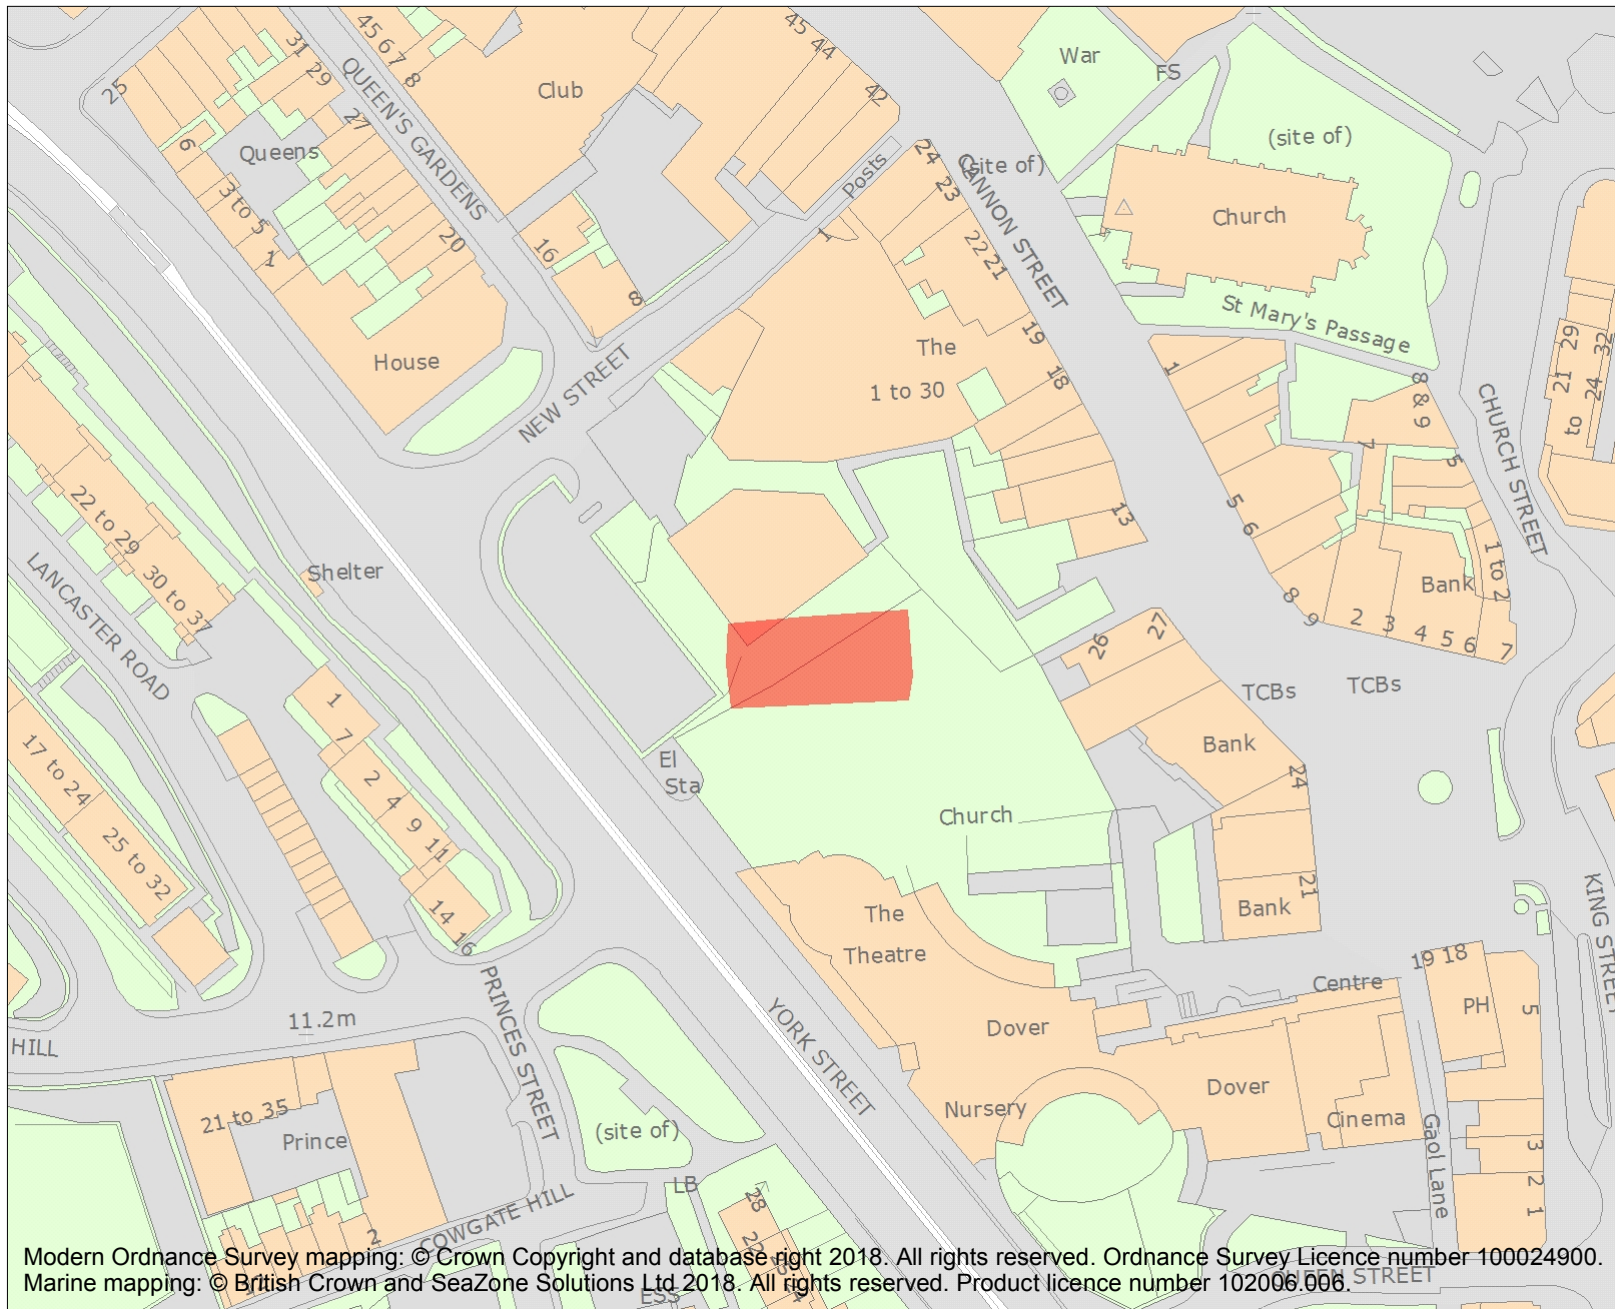 45 6 7 8
QUEEN'S GARDENS
31 29
27
25
6
Queens
3 to 5
1
20
House
Club
45 44
42
16
8
Posts
1
NEW STREET
War
FS
(site of)
Church
(site of)
CANNON STREET
24
23
22 21
19
18
13
The
1 to 30
St Mary's Passage
1
5 6
8 9
8 & 9
7
5
CHURCH STREET
21 29
to
24 32
1 to 2
Bank
2 3 4 5 6 7
22 to 29
30 to 37
Shelter
LANCASTER ROAD
26
27
TCBs
TCBs
Bank
24
1
7
2 4
9 11
14
16
17 to 24
25 to 32
El
Sta
Church
21
Bank
The
Theatre
KING STREET
Centre
19 18
PH
5
HILL
11.2m
PRINCES STREET
YORK STREET
Dover
Dover
Cinema
Nursery
Gaol Lane
3
2
1
21 to 35
Prince
(site of)
LB
28
22
2
COWGATE HILL
QUEEN STREET
ESS
Modern Ordnance Survey mapping: © Crown Copyright and database right 2018. All rights reserved. Ordnance Survey Licence number 100024900.
Marine mapping: © British Crown and SeaZone Solutions Ltd 2018. All rights reserved. Product licence number 102006.006.